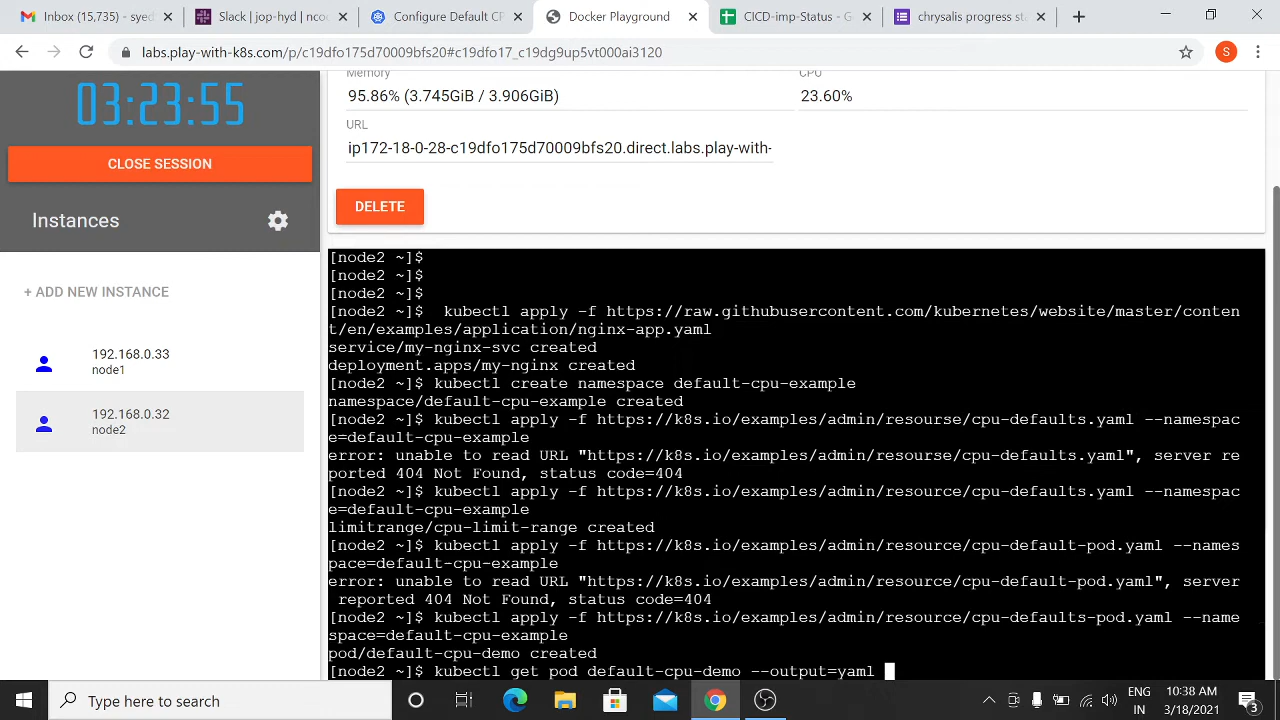 Inbox (15,735) - syed
Slack | jop-hyd | ncod
Configure Default CP
Docker Playground
CICD-imp-Status - G
chrysalis progress sta
labs.play-with-k8s.com/p/c19dfo175d70009bfs20#c19dfo17_c19dg9up5vt000ai3120
S
03:23:55
CLOSE SESSION
Instances
+ ADD NEW INSTANCE
192.168.0.33
node1
192.168.0.32
node2
Memory
CPU
95.86% (3.745GiB / 3.906GiB)
23.60%
URL
ip172-18-0-28-c19dfo175d70009bfs20.direct.labs.play-with-
DELETE
[node2 ~]$
[node2 ~]$
[node2 ~]$
[node2 ~]$  kubectl apply -f https://raw.githubusercontent.com/kubernetes/website/master/conten
t/en/examples/application/nginx-app.yaml
service/my-nginx-svc created
deployment.apps/my-nginx created
[node2 ~]$ kubectl create namespace default-cpu-example
namespace/default-cpu-example created
[node2 ~]$ kubectl apply -f https://k8s.io/examples/admin/resourse/cpu-defaults.yaml --namespac
e=default-cpu-example
error: unable to read URL "https://k8s.io/examples/admin/resourse/cpu-defaults.yaml", server re
ported 404 Not Found, status code=404
[node2 ~]$ kubectl apply -f https://k8s.io/examples/admin/resource/cpu-defaults.yaml --namespac
e=default-cpu-example
limitrange/cpu-limit-range created
[node2 ~]$ kubectl apply -f https://k8s.io/examples/admin/resource/cpu-default-pod.yaml --names
pace=default-cpu-example
error: unable to read URL "https://k8s.io/examples/admin/resource/cpu-default-pod.yaml", server
 reported 404 Not Found, status code=404
[node2 ~]$ kubectl apply -f https://k8s.io/examples/admin/resource/cpu-defaults-pod.yaml --name
space=default-cpu-example
pod/default-cpu-demo created
[node2 ~]$ kubectl get pod default-cpu-demo --output=yaml
Type here to search
ENG
IN
10:38 AM
3/18/2021
3